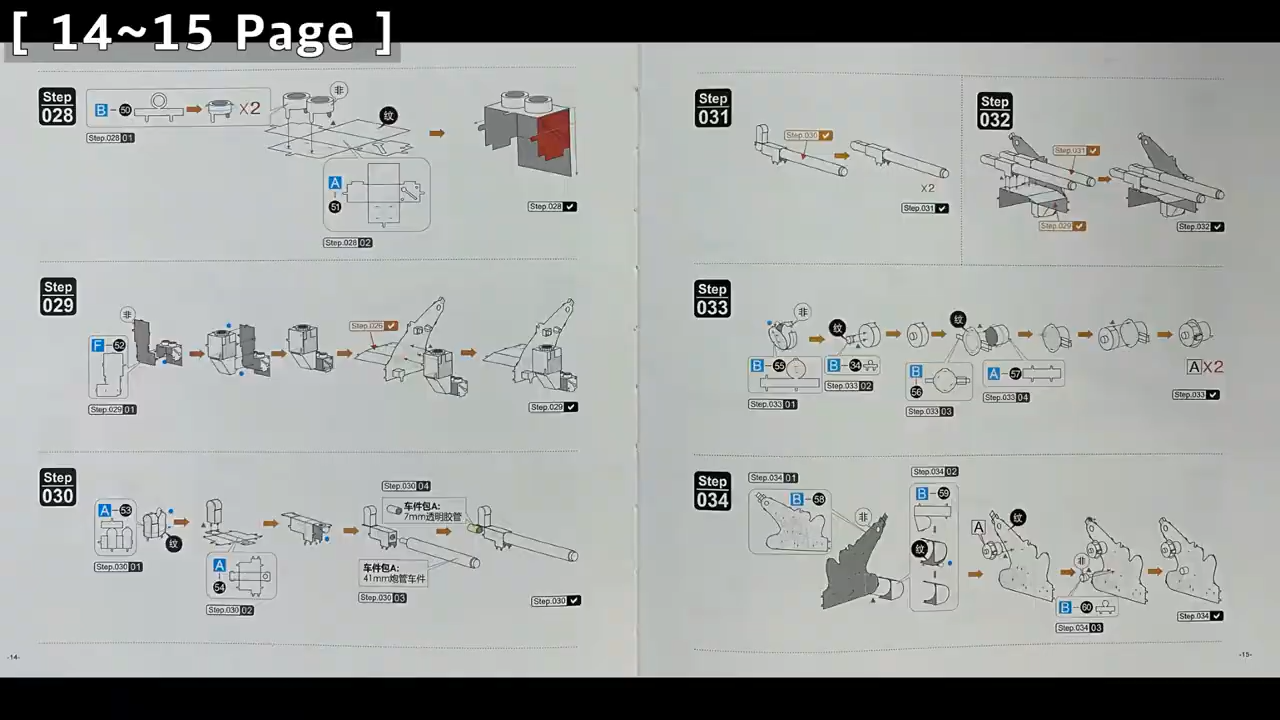 [ 14~15 Page ]
Step 028
B-50
X2
Step.028 01
非
纹
A 51
Step.028 02
Step.028
Step 029
非
F-52
Step.029 01
Step.026
Step.029
Step 030
A-53
纹
Step.030 01
A 54
Step.030 02
Step.030 04
车件包A:
7mm透明胶管
车件包A:
41mm炮管车件
Step.030 03
Step.030
-14-
Step 031
Step.030
X2
Step.031
Step 032
Step.031
Step.029
Step.032
Step 033
非
B-55
Step.033 01
纹
B-34
Step.033 02
纹
B 56
Step.033 03
A-57
Step.033 04
A X2
Step.033
Step 034
Step.034 01
B-58
非
Step.034 02
B-59
纹
A
纹
非
B-60
Step.034 03
Step.034
-15-